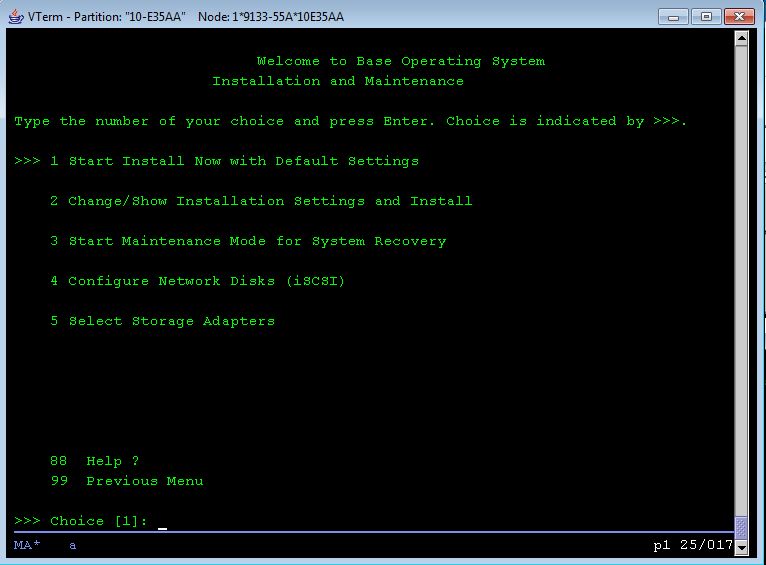 VTerm - Partition: "10-E35AA" Node: 1*9133-55A*10E35AA
Welcome to Base Operating System
Installation and Maintenance
Type the number of your choice and press Enter. Choice is indicated by >>>.
>>> 1 Start Install Now with Default Settings
2 Change/Show Installation Settings and Install
3 Start Maintenance Mode for System Recovery
4 Configure Network Disks (iSCSI)
5 Select Storage Adapters
88 Help ?
99 Previous Menu
>>> Choice [1]: _
MA* a p1 25/017